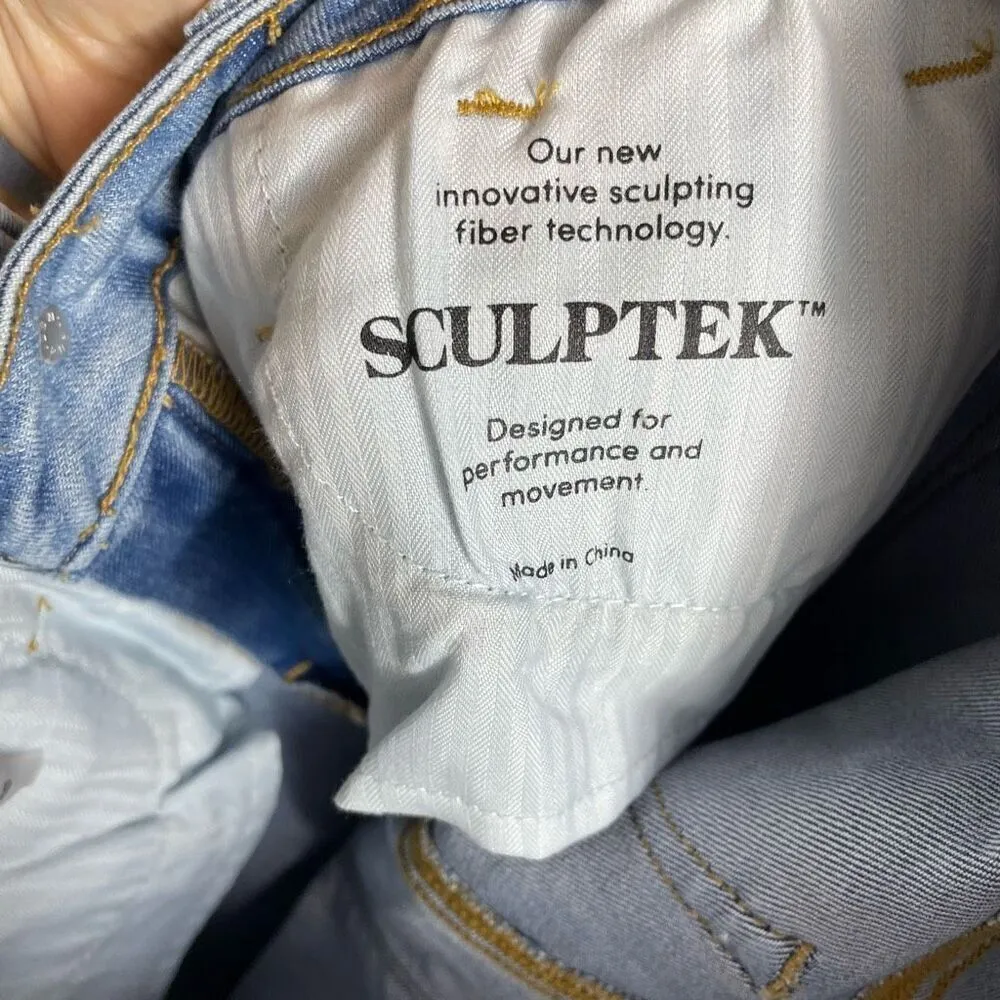 Our new
innovative sculpting
fiber technology.
SCULPTEK™
Designed for
performance and
movement.
Made in China